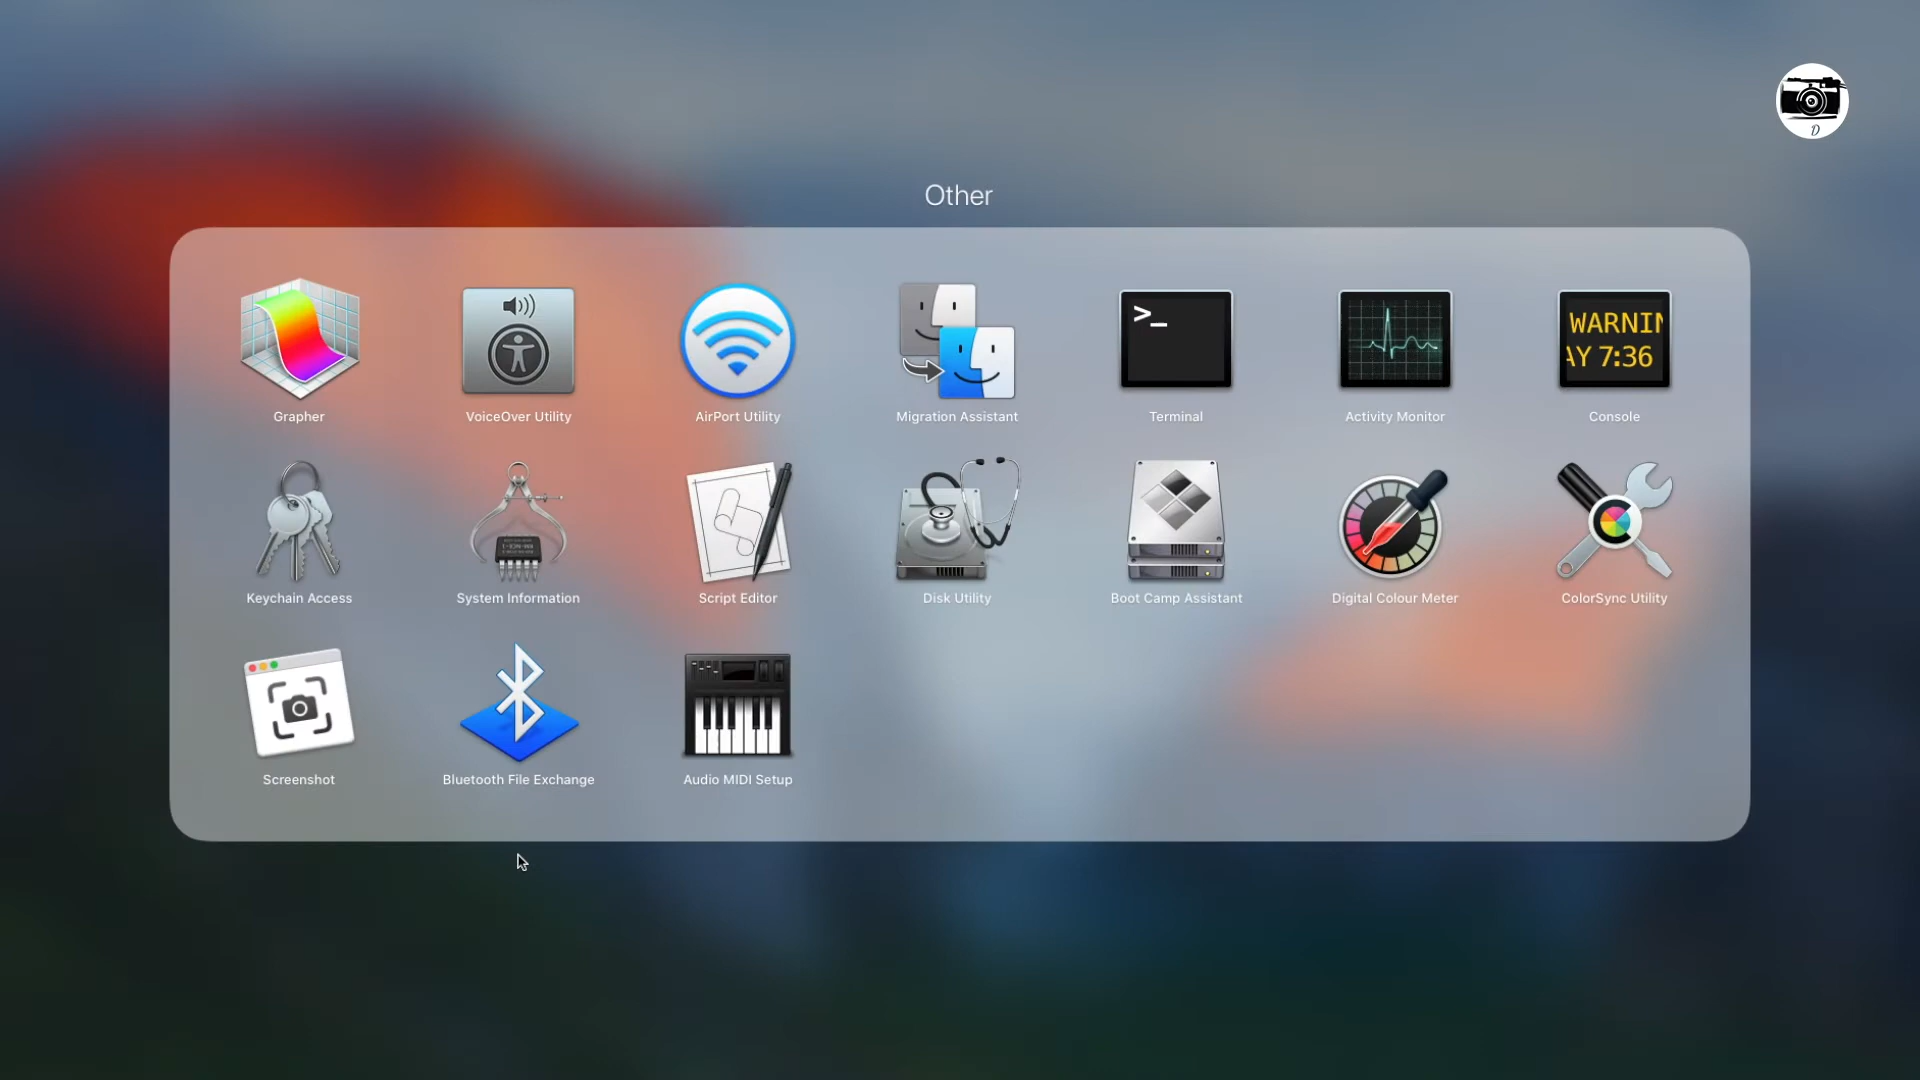 D
Other
>_
WARNIN
AY 7:36
Grapher
VoiceOver Utility
AirPort Utility
Migration Assistant
Terminal
Activity Monitor
Console
Keychain Access
System Information
Script Editor
Disk Utility
Boot Camp Assistant
Digital Colour Meter
ColorSync Utility
Screenshot
Bluetooth File Exchange
Audio MIDI Setup